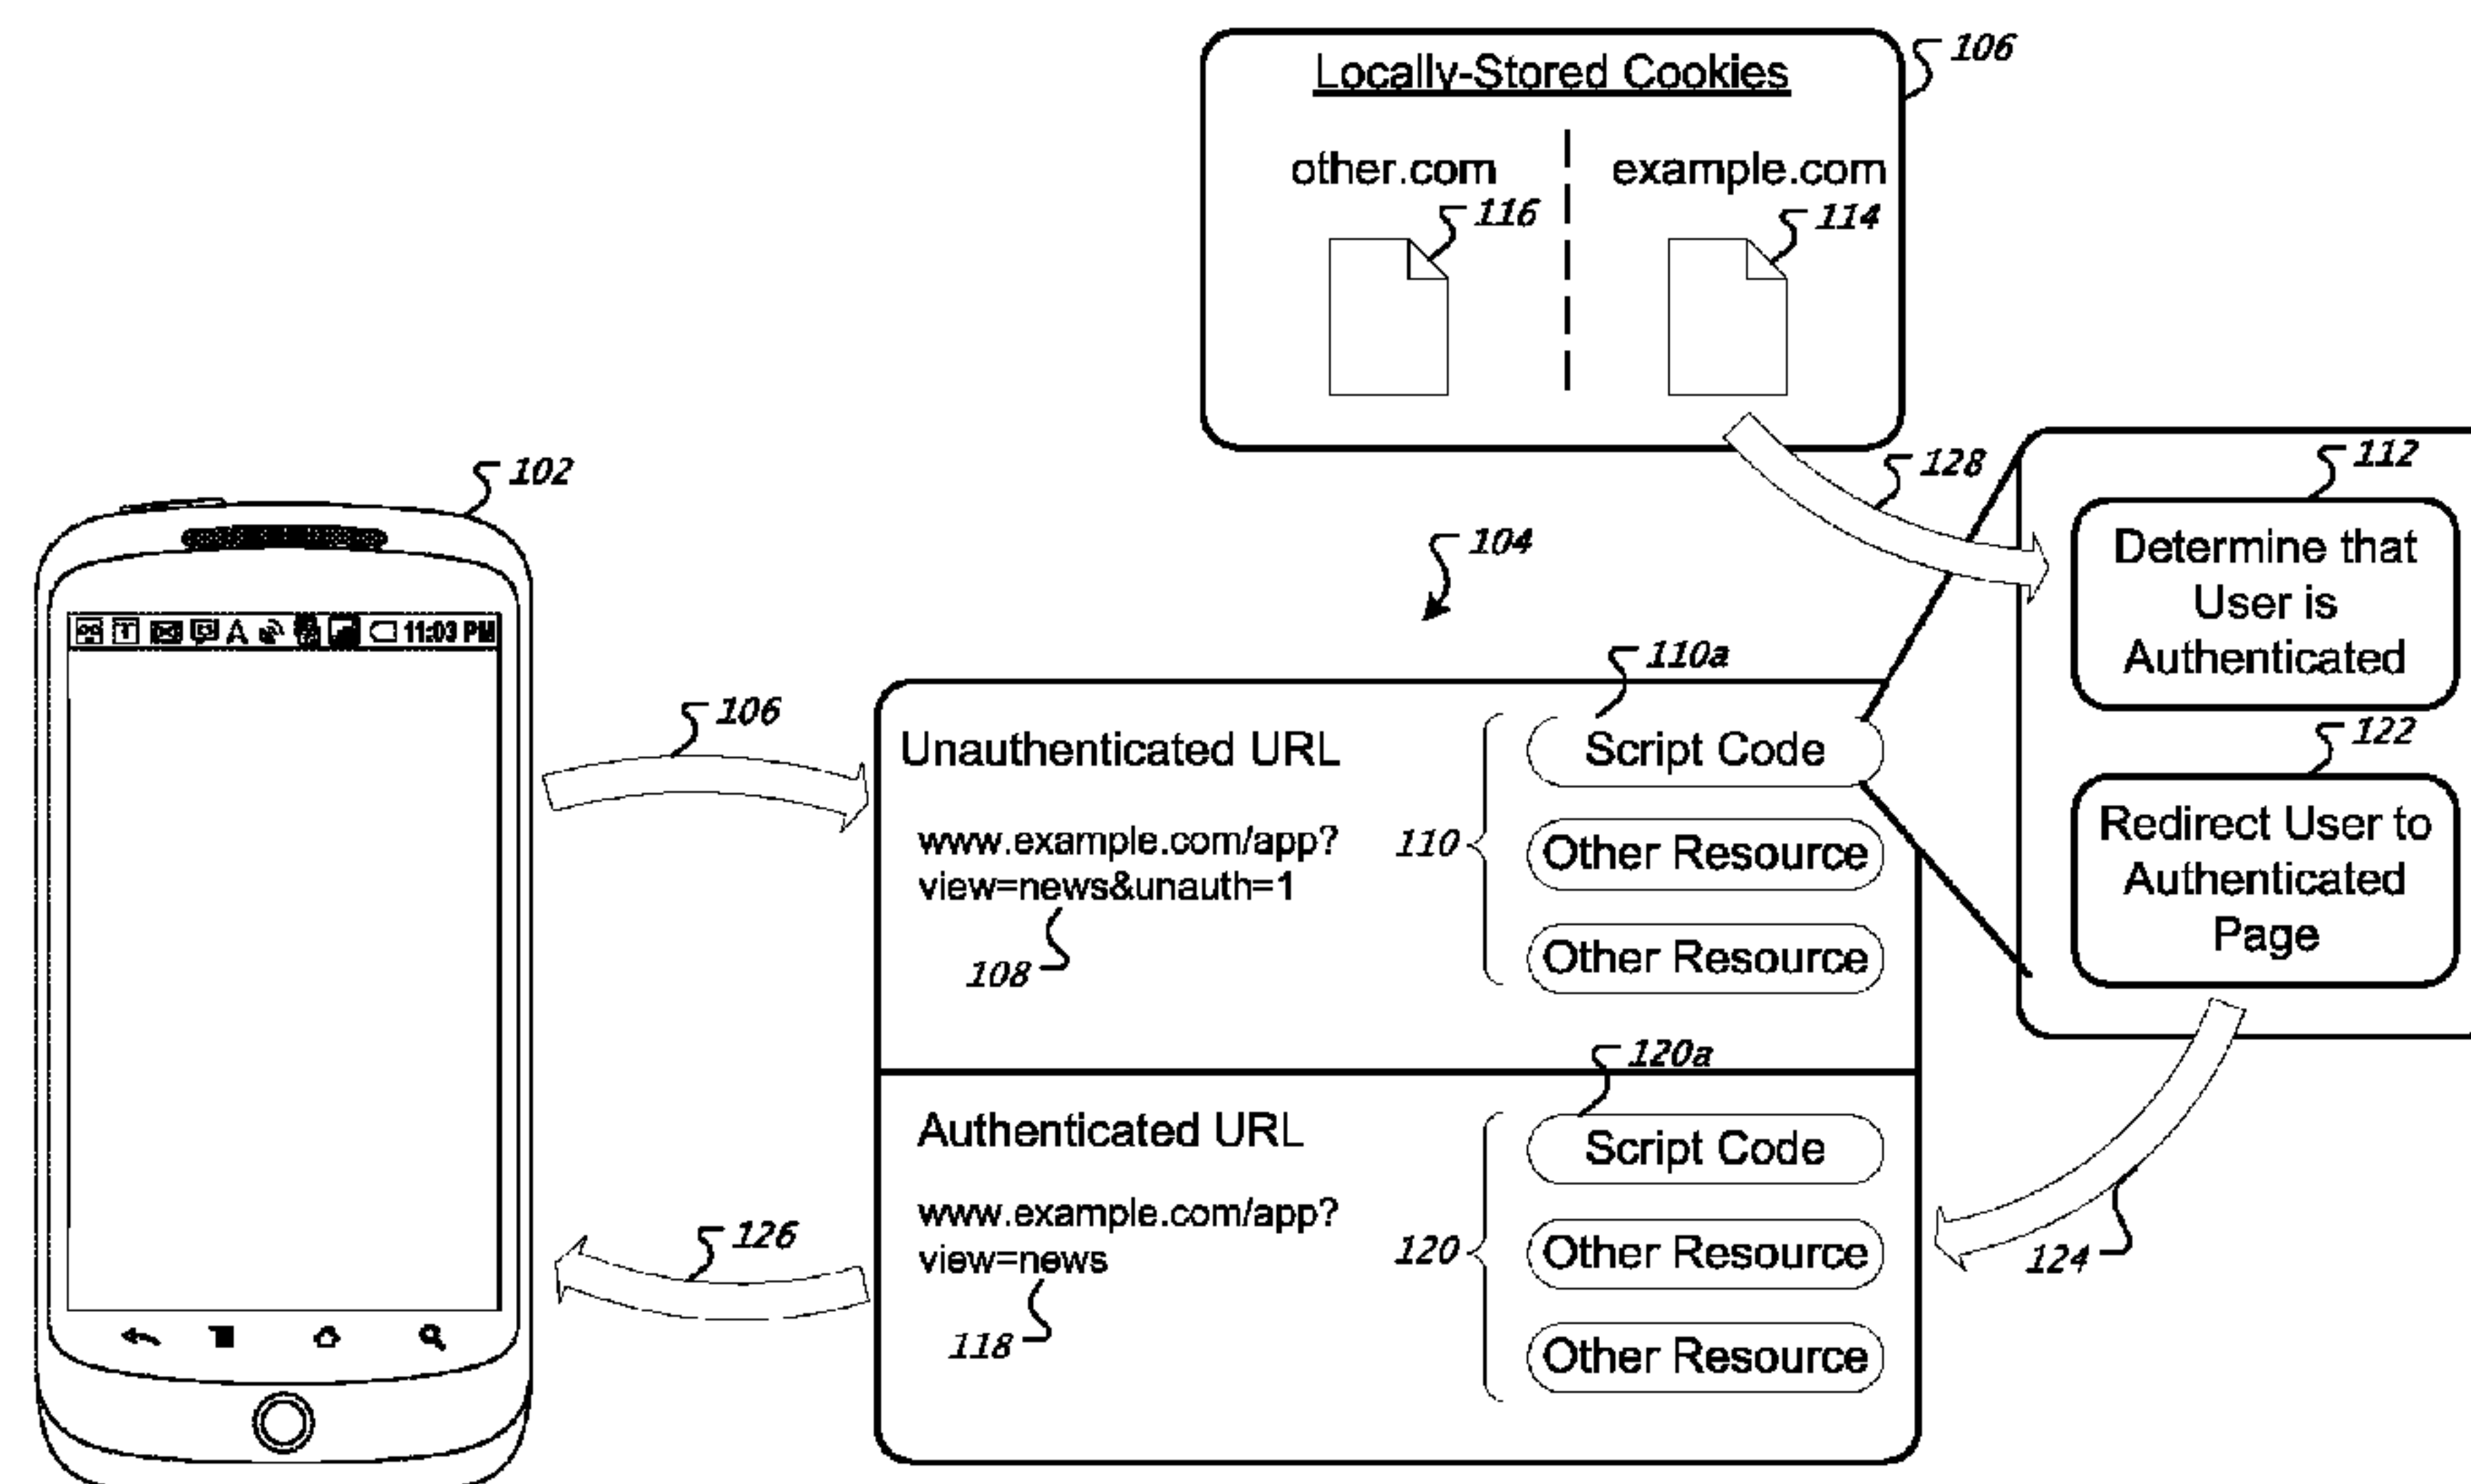 Locally-Stored Cookies
106
other.com
example.com
116
114
128
112
Determine that
User is
Authenticated
122
Redirect User to
Authenticated
Page
102
11:03 PM
104
106
110a
Unauthenticated URL
www.example.com/app?
view=news&unauth=1
108
110
Script Code
Other Resource
Other Resource
120a
Authenticated URL
www.example.com/app?
view=news
118
120
Script Code
Other Resource
Other Resource
124
126